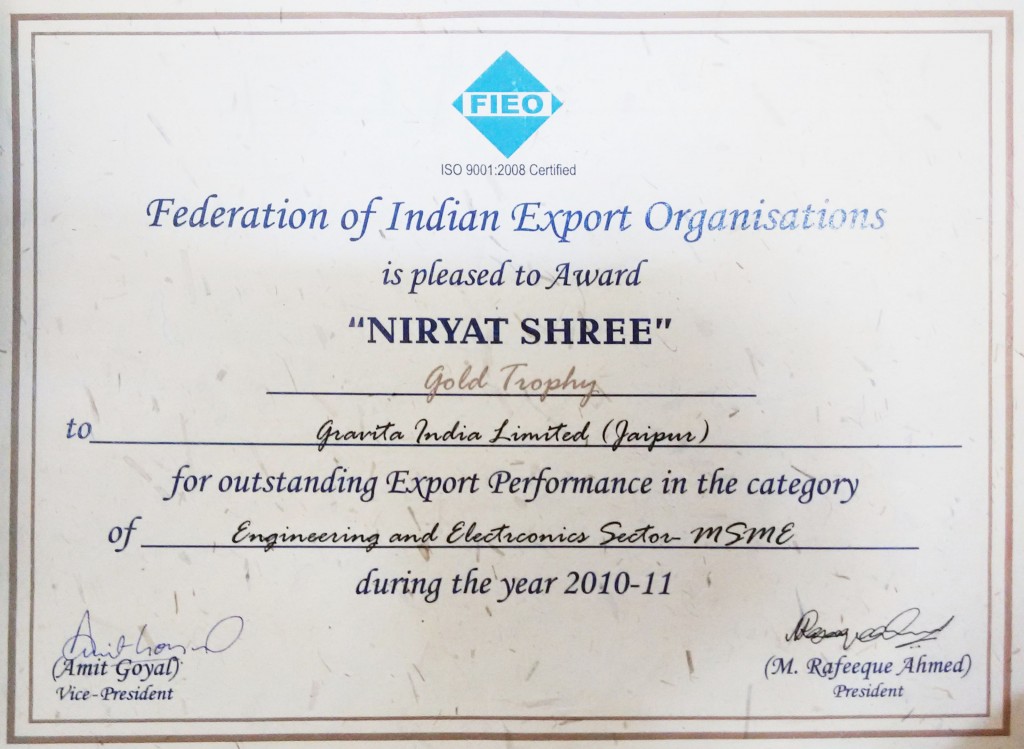 FIEO
ISO 9001:2008 Certified
Federation of Indian Export Organisations
is pleased to Award
“NIRYAT SHREE”
Gold Trophy
to Gravita India Limited (Jaipur)
for outstanding Export Performance in the category
of Engineering and Electrconics Sector- MSME
during the year 2010-11
(Amit Goyal)
Vice-President
(M. Rafeeque Ahmed)
President